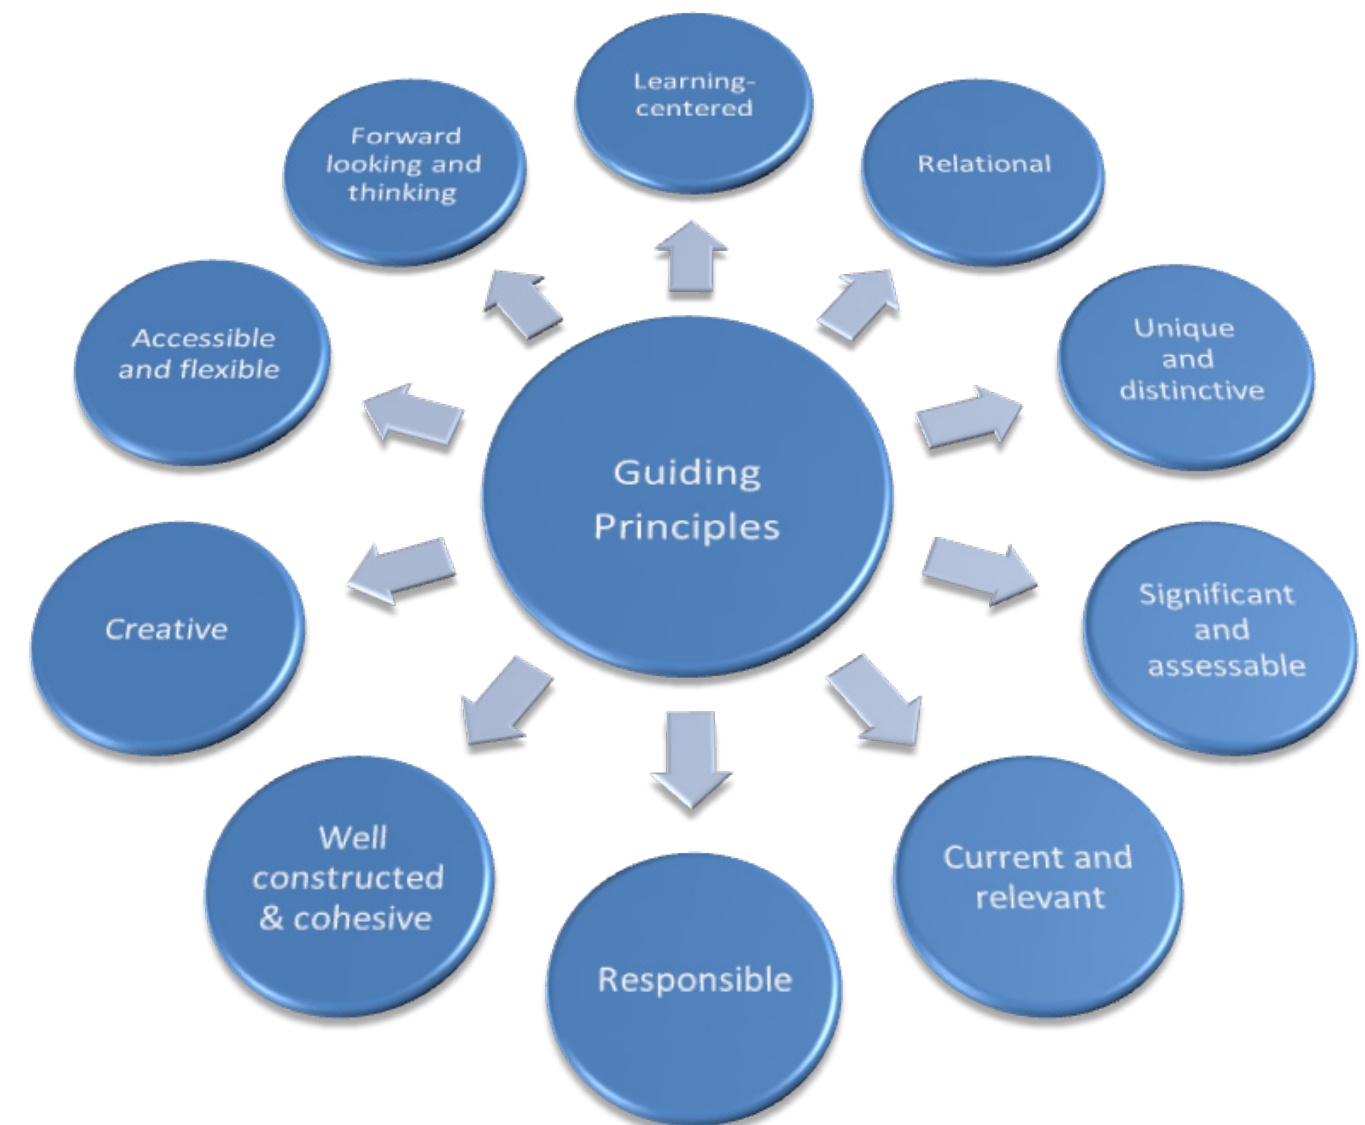 Learning-
centered
Relational
Unique
and
distinctive
Significant
and
assessable
Current and
relevant
Responsible
Well
constructed
& cohesive
Creative
Accessible
and flexible
Forward
looking and
thinking
Guiding
Principles